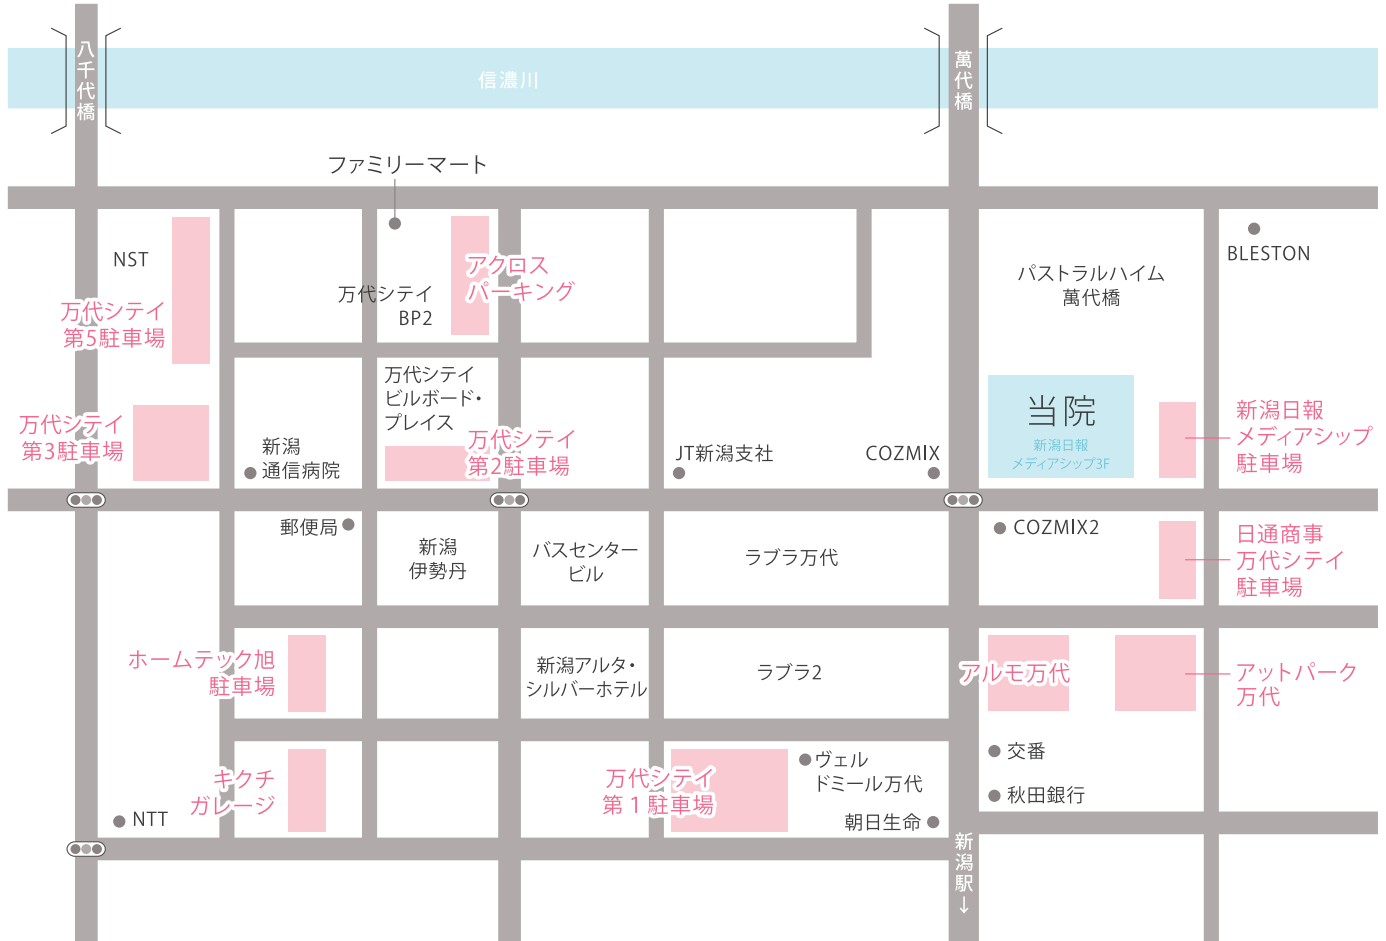 八千代橋
信濃川
萬代橋
ファミリーマート
NST
万代シテイ
第5駐車場
万代シテイ
BP2
アクロス
パーキング
パストラルハイム
萬代橋
BLESTON
万代シテイ
第3駐車場
新潟
通信病院
万代シテイ
ビルボード・
プレイス
万代シテイ
第2駐車場
JT新潟支社
COZMIX
当院
新潟日報
メディアシップ3F
新潟日報
メディアシップ
駐車場
郵便局
新潟
伊勢丹
バスセンター
ビル
ラブラ万代
COZMIX2
日通商事
万代シテイ
駐車場
ホームテック旭
駐車場
新潟アルタ・
シルバーホテル
ラブラ2
アルモ万代
アットパーク
万代
キクチ
ガレージ
NTT
万代シテイ
第1駐車場
ヴェル
ドミール万代
朝日生命
交番
秋田銀行
新潟駅↓